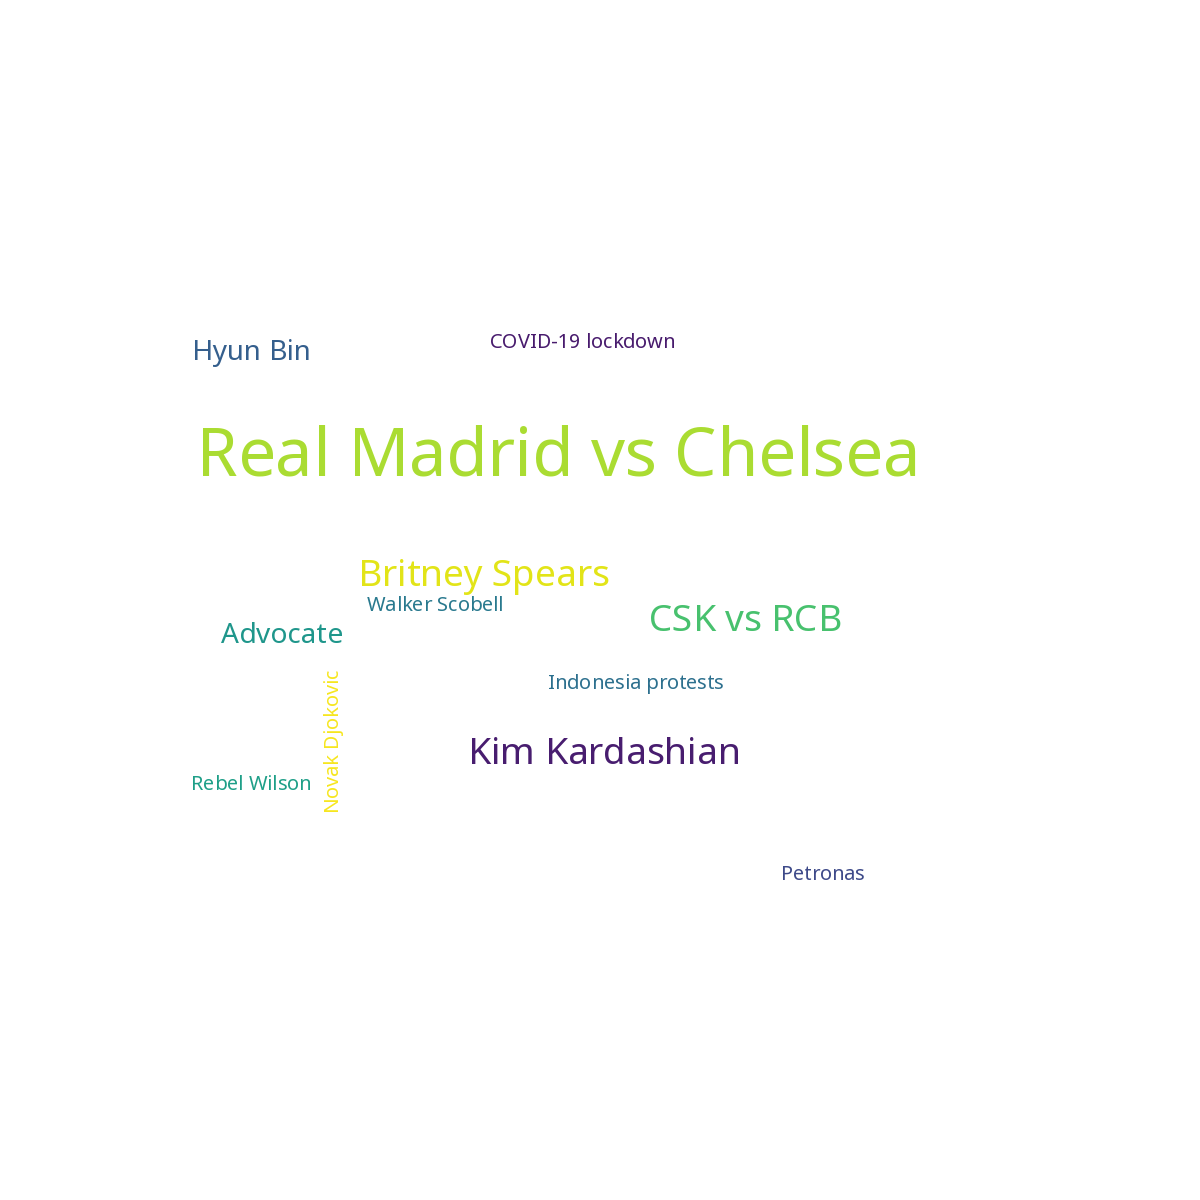 COVID-19 lockdown
Hyun Bin
Real Madrid vs Chelsea
Britney Spears
Walker Scobell
CSK vs RCB
Advocate
Indonesia protests
Novak Djokovic
Kim Kardashian
Rebel Wilson
Petronas